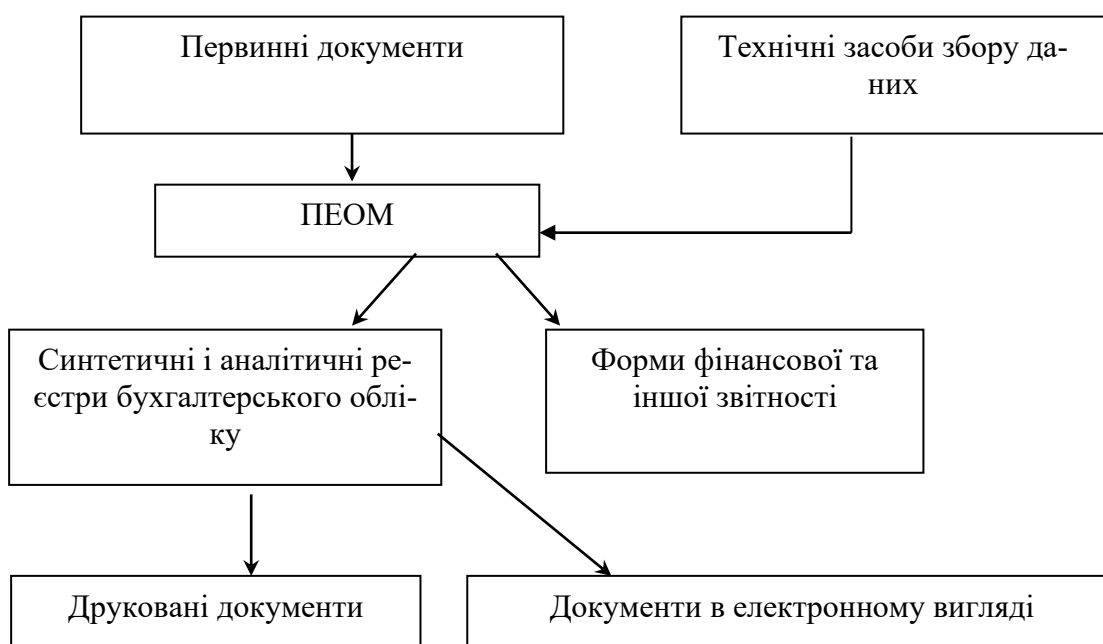 Первинні документи
Технічні засоби збору да-
них
ПЕОМ
Синтетичні і аналітичні ре-
єстри бухгалтерського облі-
ку
Форми фінансової та
іншої звітності
Друковані документи
Документи в електронному вигляді